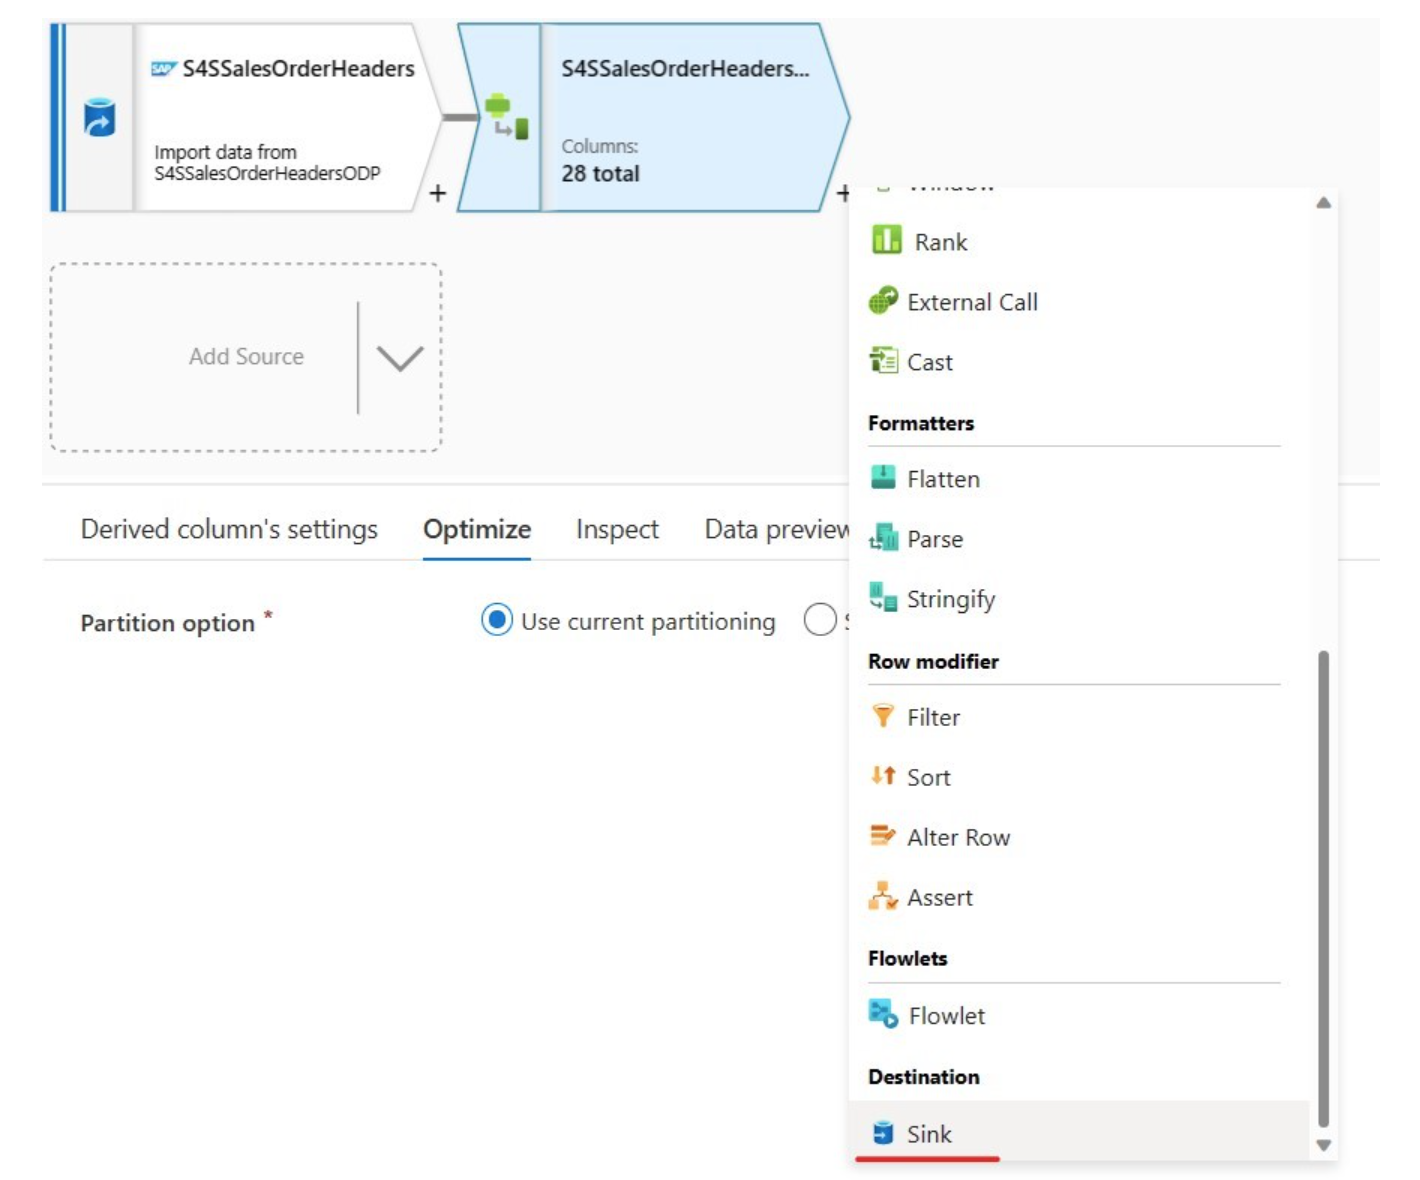 SAP S4SSalesOrderHeaders
Import data from
S4SSalesOrderHeadersODP
+
S4SSalesOrderHeaders...
Columns:
28 total
+
Add Source
Derived column's settings
Optimize
Inspect
Data preview
Partition option *
Use current partitioning
Window
Rank
External Call
Cast
Formatters
Flatten
Parse
Stringify
Row modifier
Filter
Sort
Alter Row
Assert
Flowlets
Flowlet
Destination
Sink